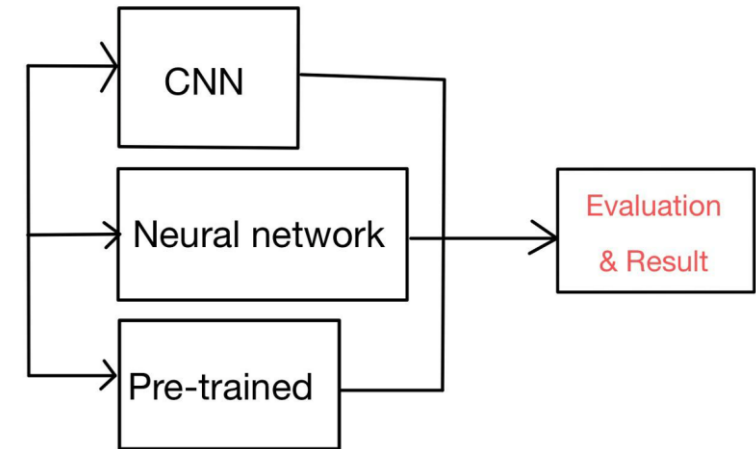 CNN
Neural network
Pre-trained
Evaluation
& Result